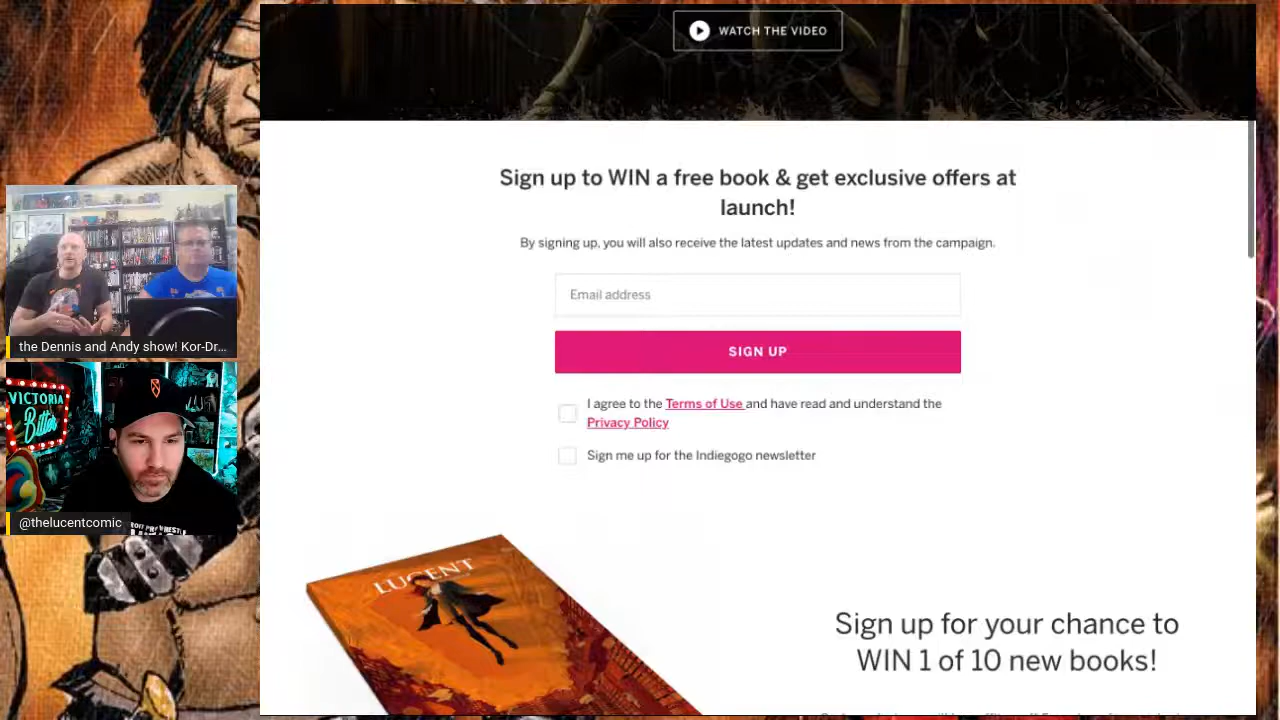 WATCH THE VIDEO
Sign up to WIN a free book & get exclusive offers at
launch!
By signing up, you will also receive the latest updates and news from the campaign.
Email address
SIGN UP
I agree to the Terms of Use and have read and understand the
Privacy Policy
Sign me up for the Indiegogo newsletter
LUCENT
Sign up for your chance to
WIN 1 of 10 new books!
the Dennis and Andy show! Kor-Dr...
VICTORIA
Bitter
@thelucentcomic